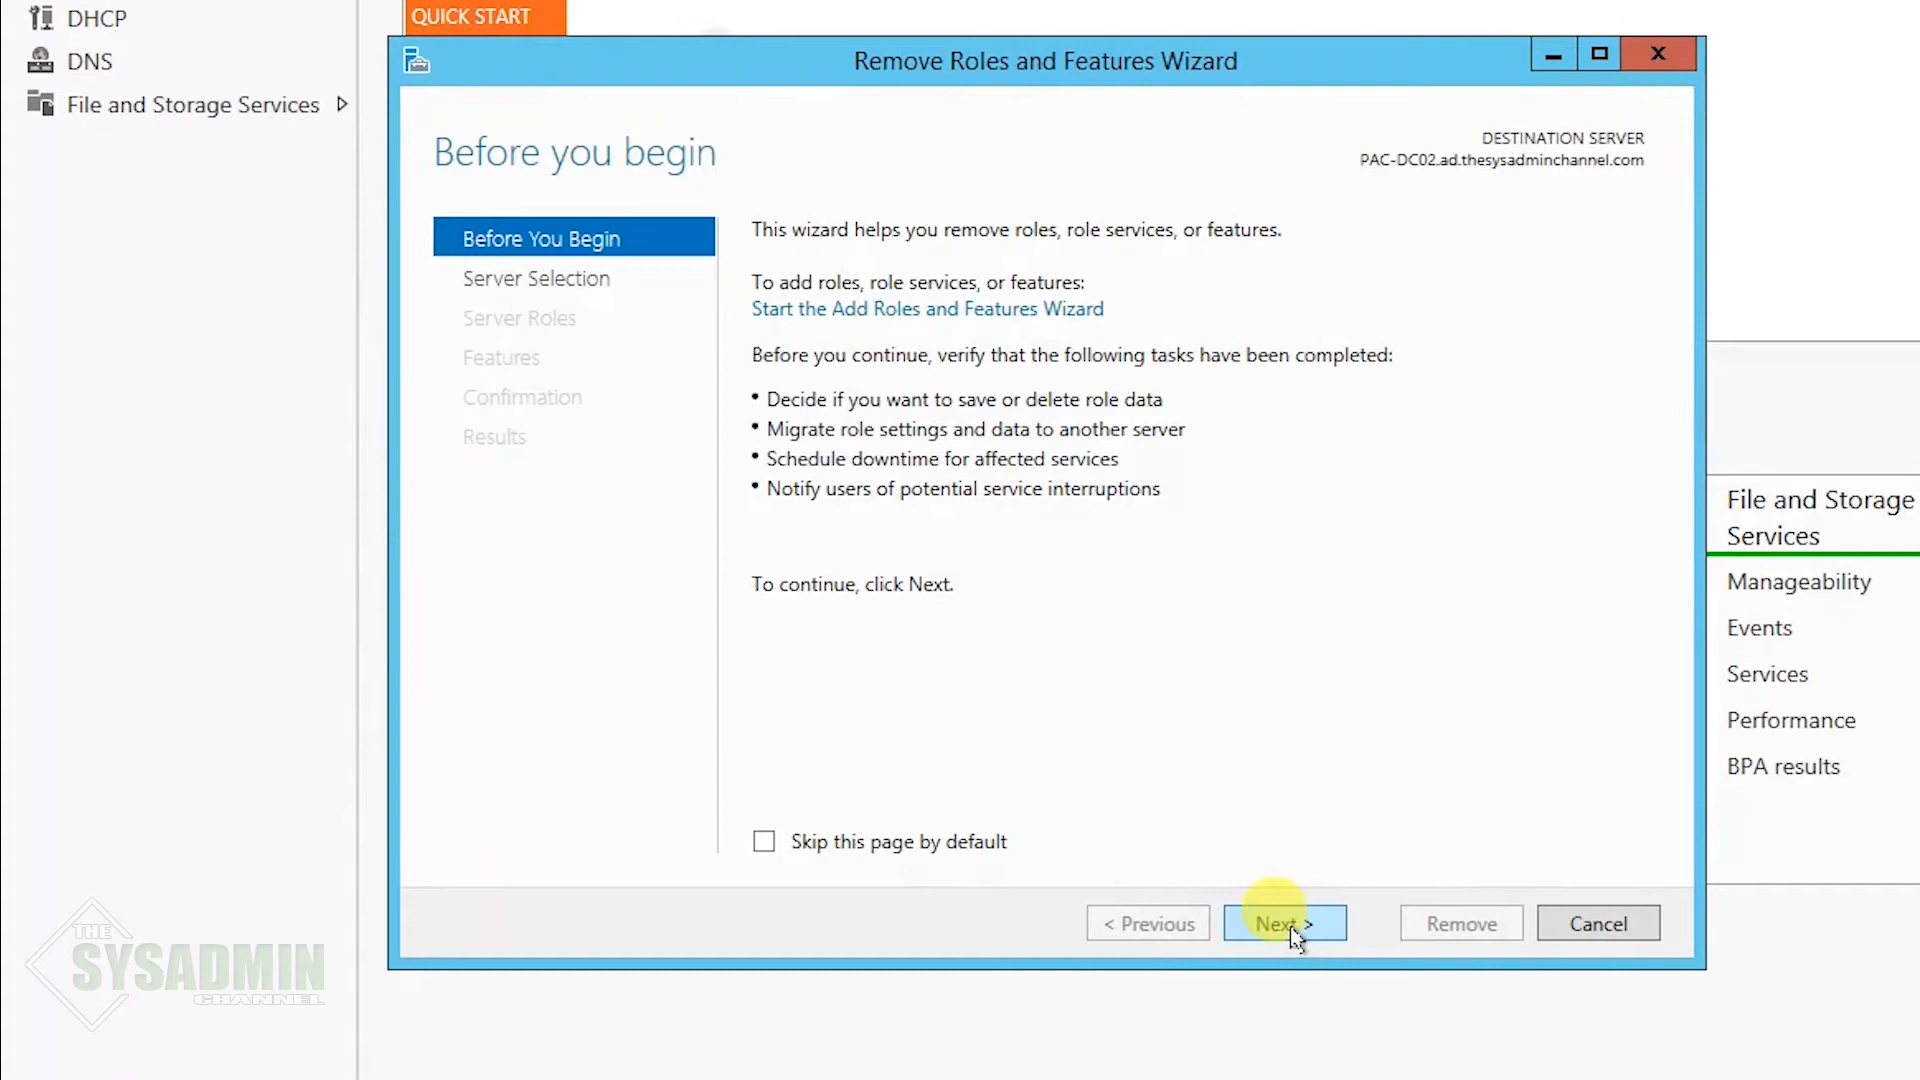 DHCP
DNS
File and Storage Services
QUICK START
Remove Roles and Features Wizard
Before you begin
DESTINATION SERVER
PAC-DC02.ad.thesysadminchannel.com
Before You Begin
Server Selection
Server Roles
Features
Confirmation
Results
This wizard helps you remove roles, role services, or features.
To add roles, role services, or features:
Start the Add Roles and Features Wizard
Before you continue, verify that the following tasks have been completed:
• Decide if you want to save or delete role data
• Migrate role settings and data to another server
• Schedule downtime for affected services
• Notify users of potential service interruptions
To continue, click Next.
Skip this page by default
< Previous
Next >
Remove
Cancel
File and Storage
Services
Manageability
Events
Services
Performance
BPA results
THE
SYSADMIN
CHANNEL